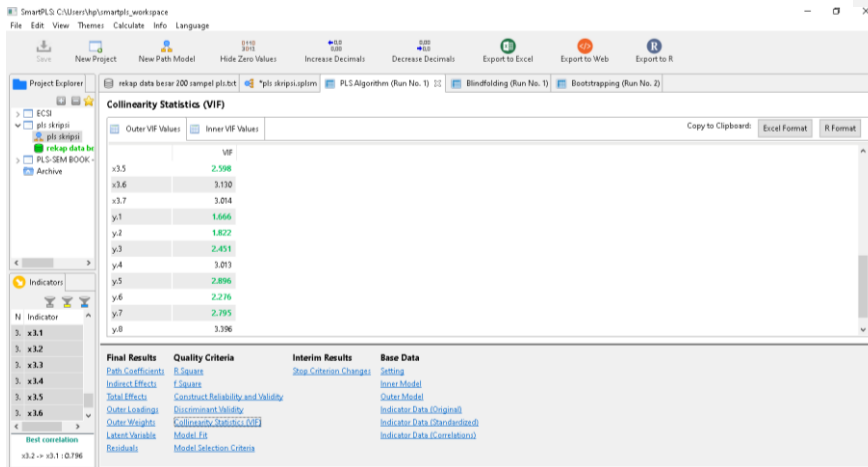 SmartPLS: C:\Users\hp\smartpls_workspace
File Edit View Themes Calculate Info Language
Save New Project New Path Model Hide Zero Values Increase Decimals Decrease Decimals Export to Excel Export to Web Export to R
Project Explorer
rekap data besar 200 sampel pls.txt *pls skripsi.splsm PLS Algorithm (Run No. 1) Blindfolding (Run No. 1) Bootstrapping (Run No. 2)
ECSI
pls skripsi
pls skripsi
rekap data be
PLS-SEM BOOK -
Archive
Collinearity Statistics (VIF)
Outer VIF Values Inner VIF Values
Copy to Clipboard: Excel Format R Format
VIF
x3.5 2.598
x3.6 3.130
x3.7 3.014
y.1 1.666
y.2 1.822
y.3 2.451
y.4 3.013
y.5 2.896
y.6 2.276
y.7 2.795
y.8 3.396
Indicators
N Indicator
3. x3.1
3. x3.2
3. x3.3
3. x3.4
3. x3.5
3. x3.6
Best correlation
x3.2 -> x3.1 : 0.796
Final Results Quality Criteria Interim Results Base Data
Path Coefficients R Square Stop Criterion Changes Setting
Indirect Effects f Square Inner Model
Total Effects Construct Reliability and Validity Outer Model
Outer Loadings Discriminant Validity Indicator Data (Original)
Outer Weights Collinearity Statistics (VIF) Indicator Data (Standardized)
Latent Variable Model Fit Indicator Data (Correlations)
Residuals Model Selection Criteria